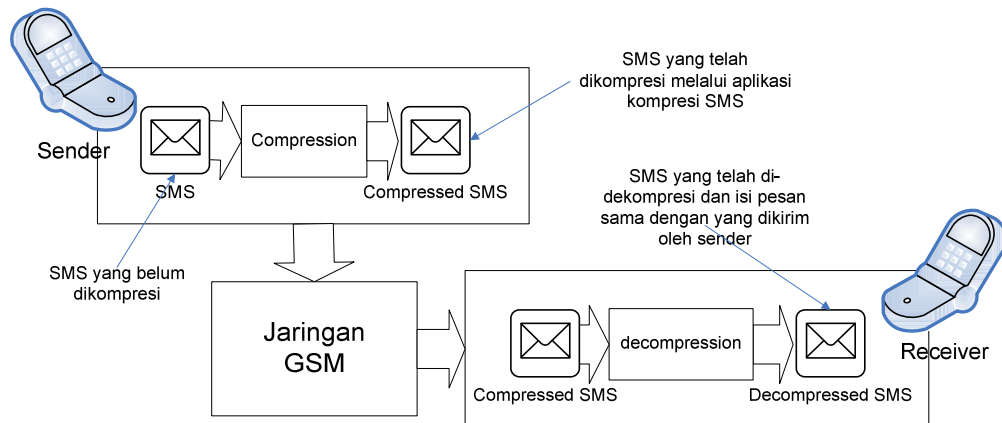 SMS yang telah
dikompresi melalui aplikasi
kompresi SMS
Sender
Compression
SMS
Compressed SMS
SMS yang telah di-
dekompresi dan isi pesan
sama dengan yang dikirim
oleh sender
SMS yang belum
dikompresi
Jaringan
GSM
decompression
Receiver
Compressed SMS
Decompressed SMS